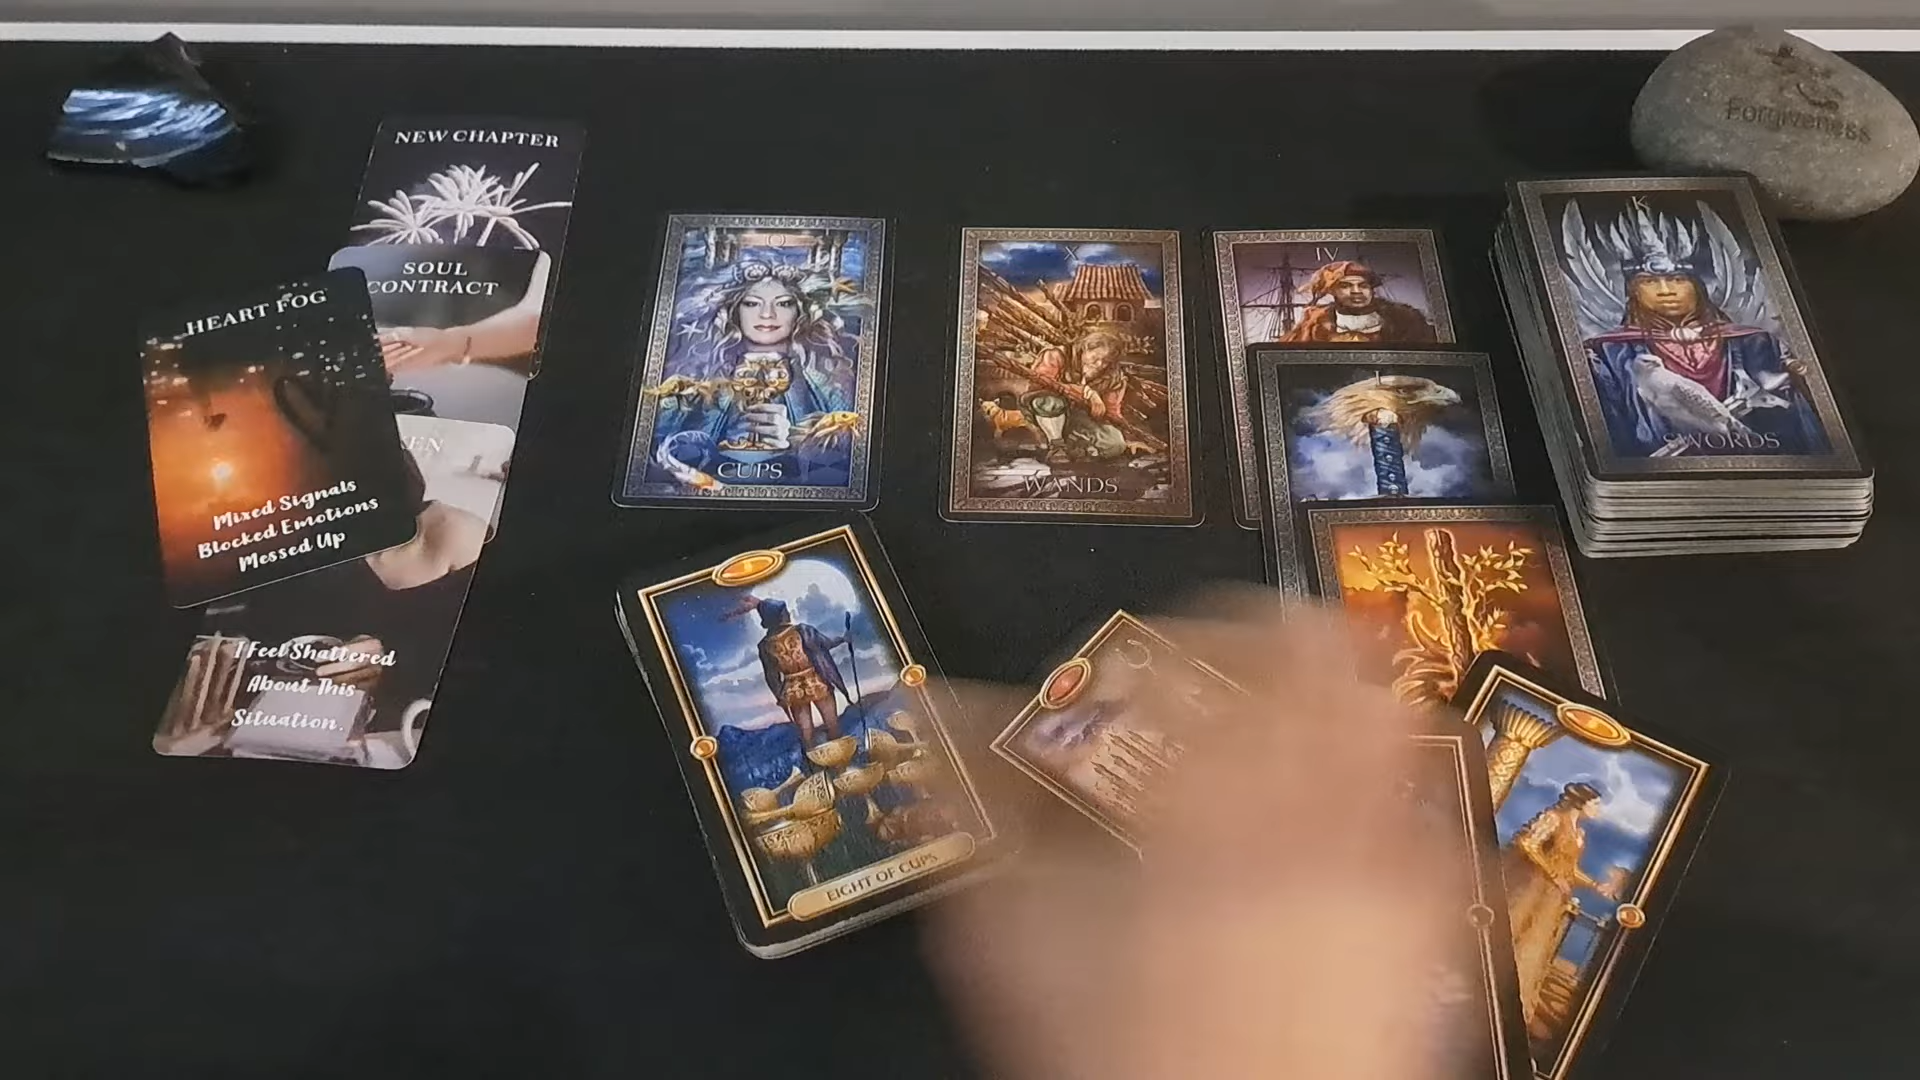 NEW CHAPTER
SOUL
CONTRACT
HEART FOG
Mixed Signals
Blocked Emotions
Messed Up
I Feel Shattered
About This
Situation.
Q
CUPS
X
WANDS
IV
I
K
SWORDS
Forgiveness
EIGHT OF CUPS